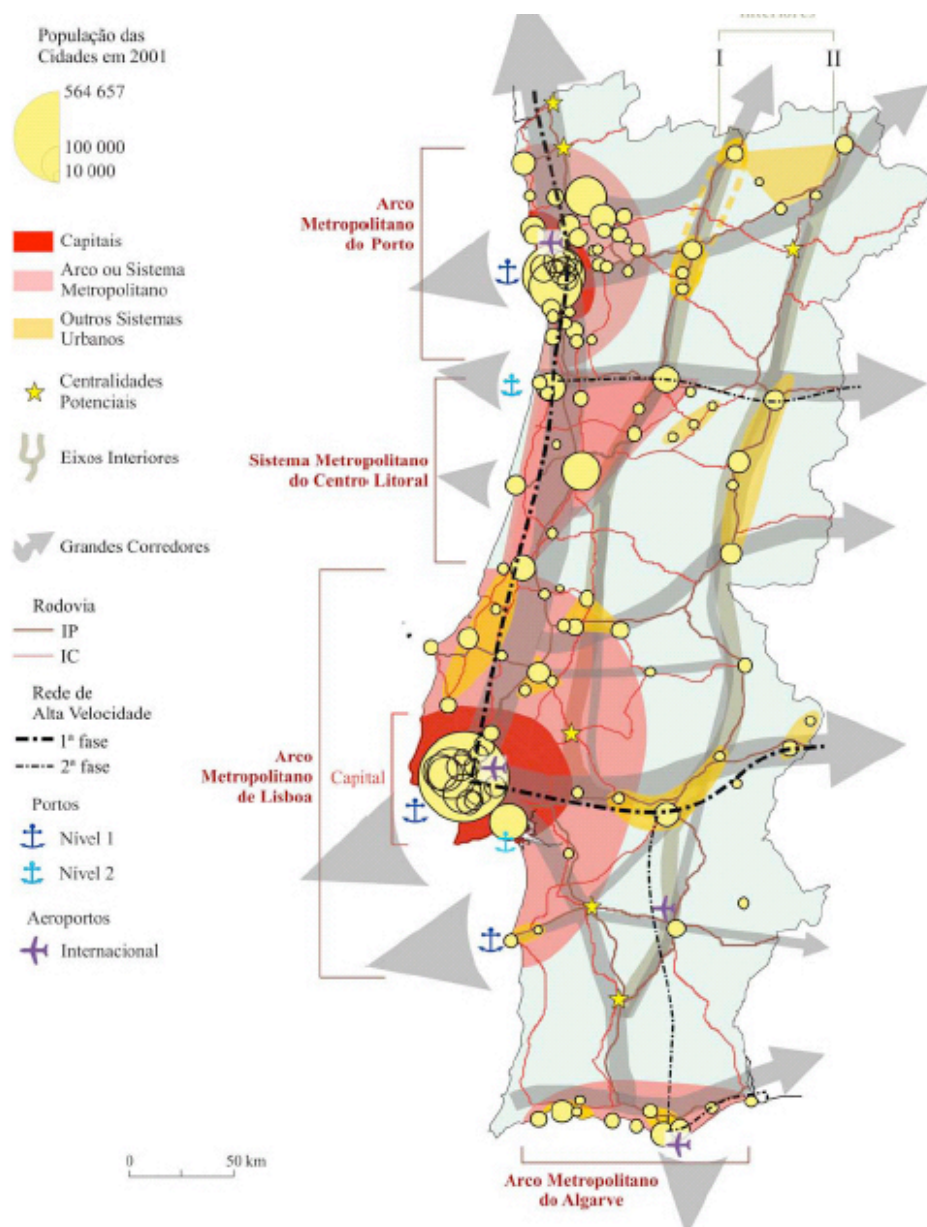 Interiores
I
II
População das
Cidades em 2001
564 657
100 000
10 000
Capitais
Arco ou Sistema
Metropolitano
Outros Sistemas
Urbanos
Centralidades
Potenciais
Eixos Interiores
Grandes Corredores
Rodovia
IP
IC
Rede de
Alta Velocidade
1ª fase
2ª fase
Portos
Nível 1
Nível 2
Aeroportos
Internacional
Arco
Metropolitano
do Porto
Sistema Metropolitano
do Centro Litoral
Arco
Metropolitano
de Lisboa
Capital
0
50 km
Arco Metropolitano
do Algarve